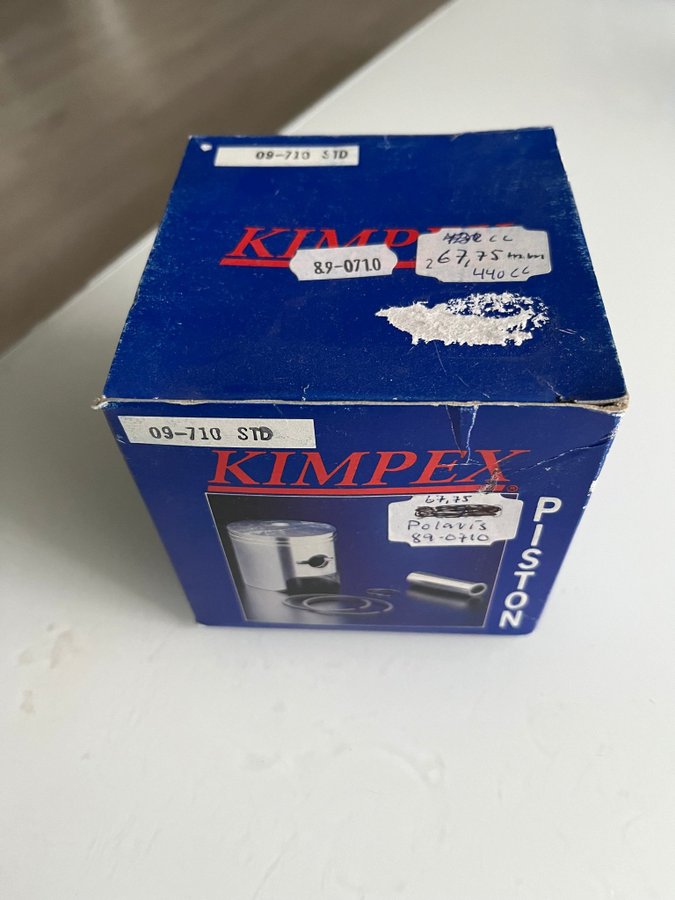 09-710 STD
KIMPEX
89-0710
67,75 mm
440 cc
09-710 STD
KIMPEX
®
67,75
Polaris
89-0710
PISTON